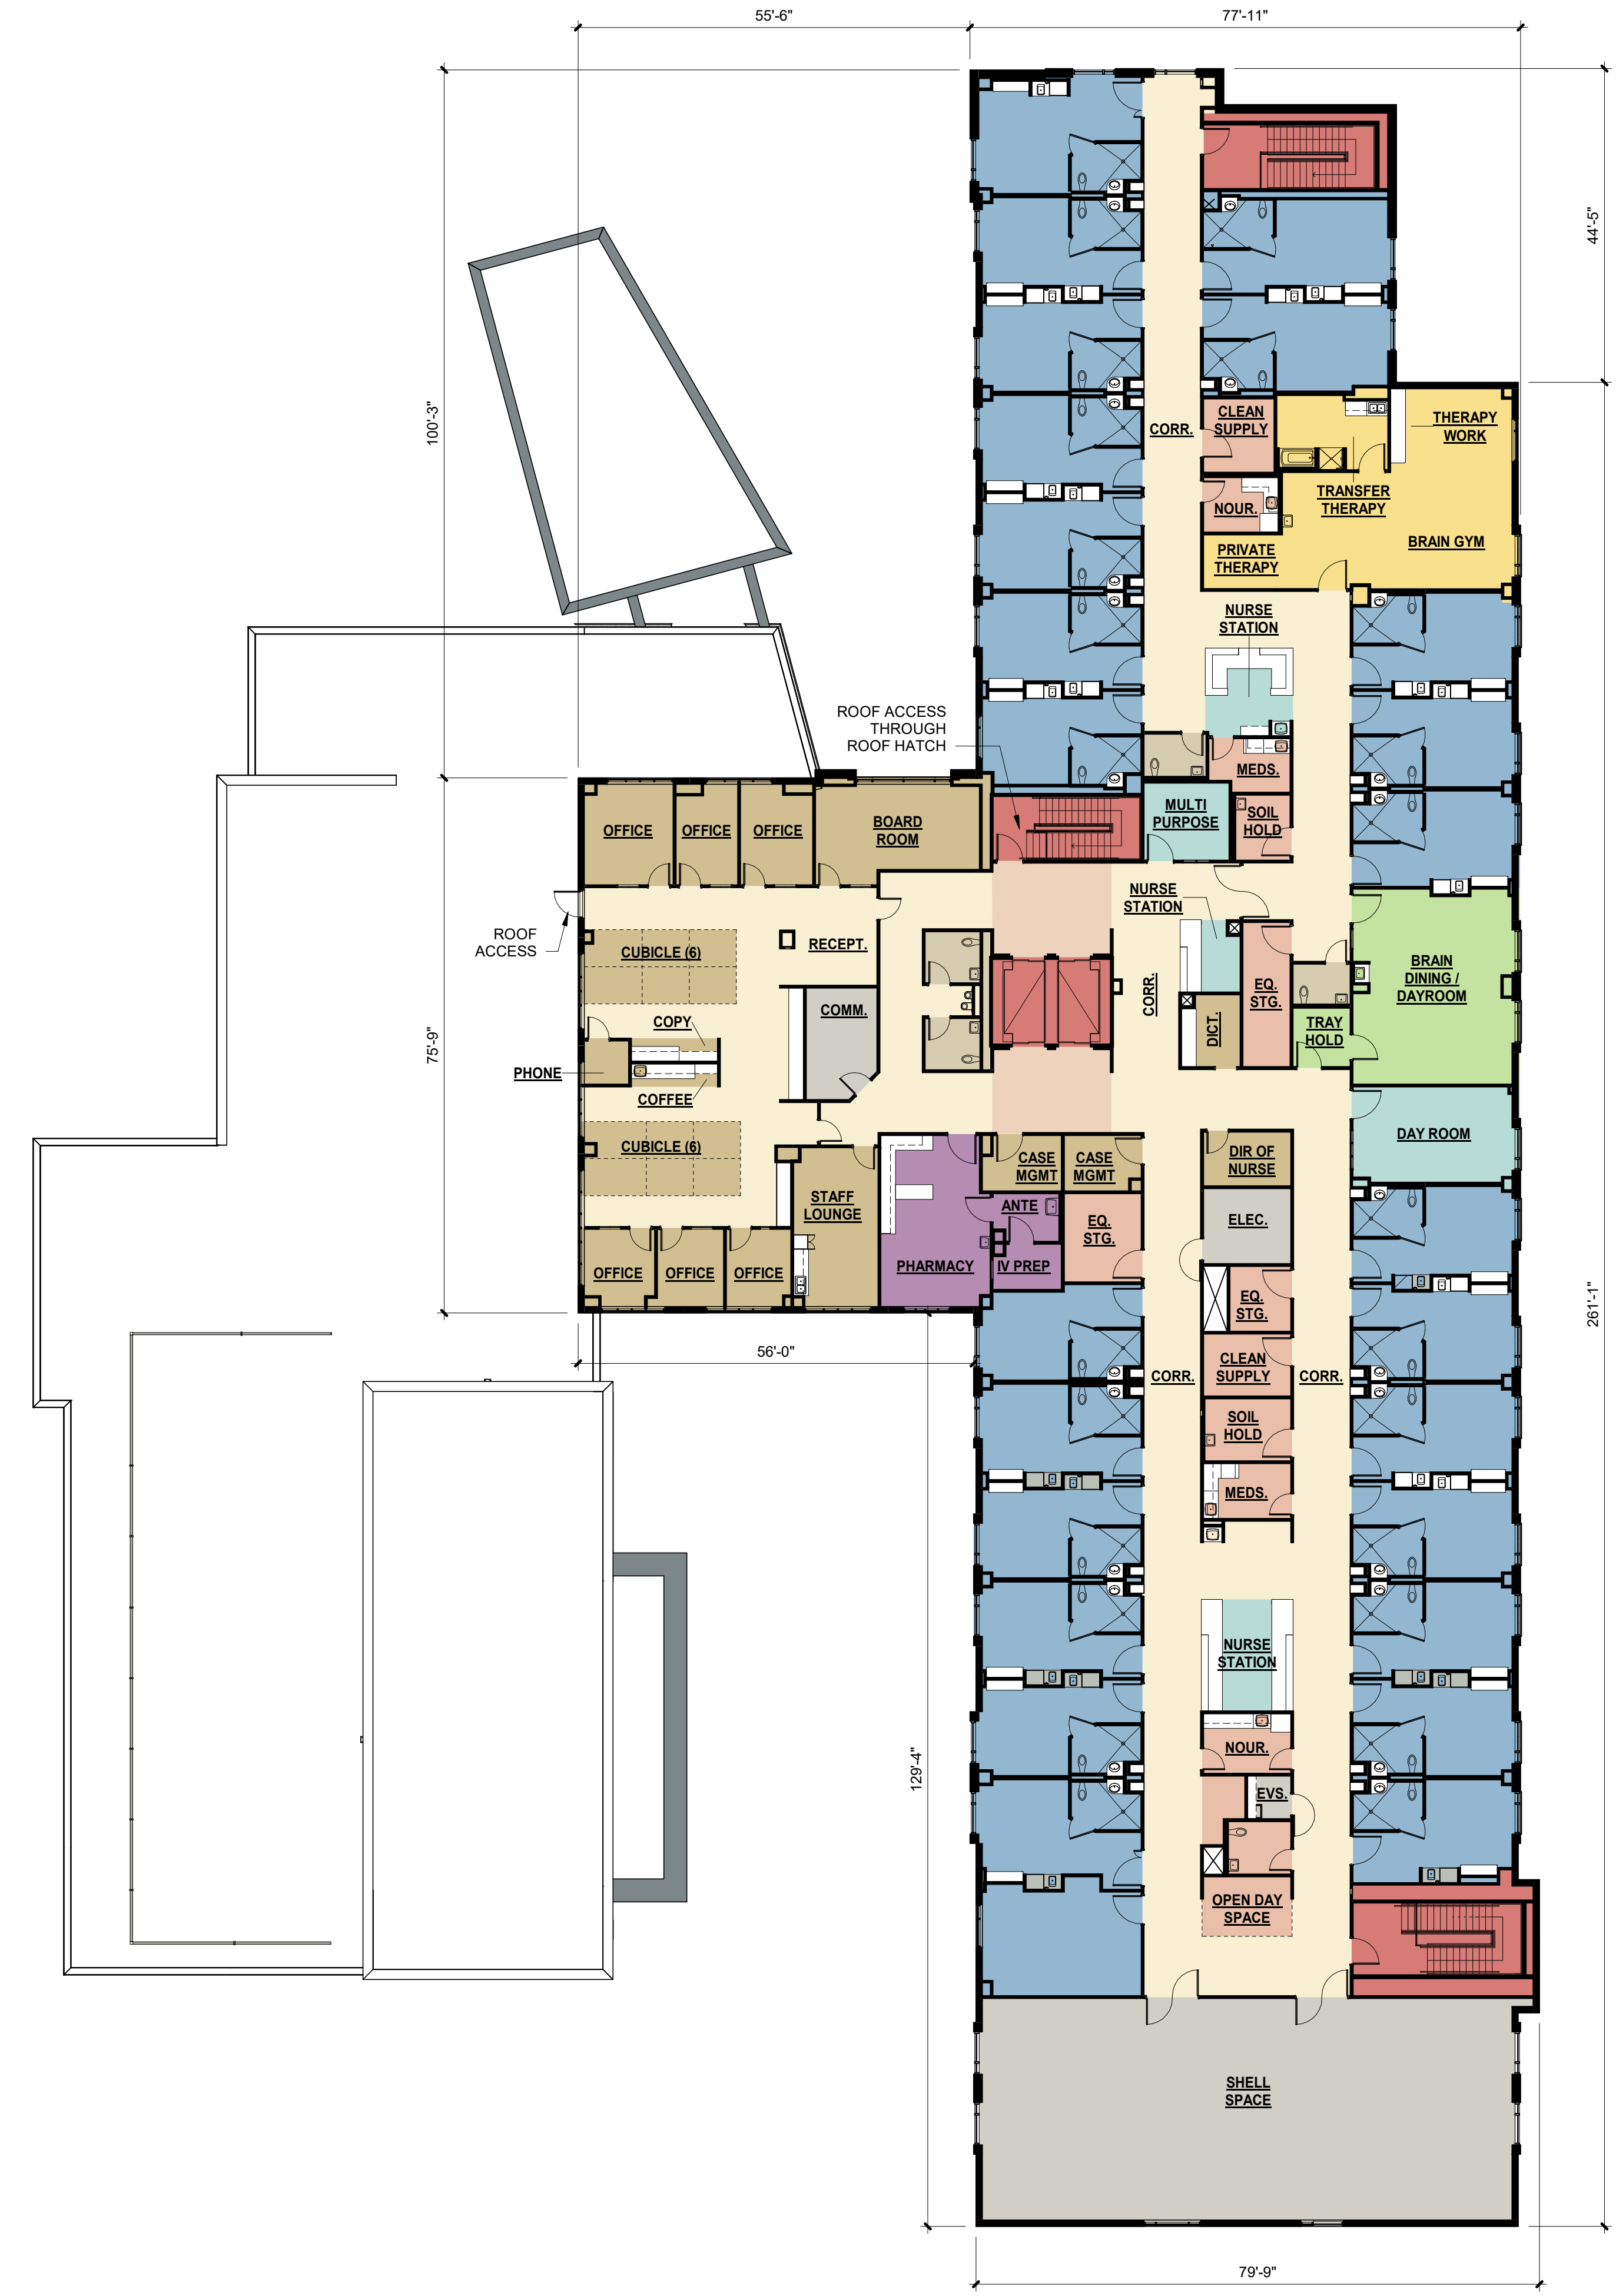 55'-6"
77'-11"
44'-5"
100'-3"
CLEAN
SUPPLY
CORR.
THERAPY
WORK
TRANSFER
THERAPY
NOUR.
BRAIN GYM
PRIVATE
THERAPY
NURSE
STATION
ROOF ACCESS
THROUGH
ROOF HATCH
MEDS.
MULTI
PURPOSE
SOIL
HOLD
OFFICE
OFFICE
OFFICE
BOARD
ROOM
NURSE
STATION
ROOF
ACCESS
RECEPT.
CUBICLE (6)
BRAIN
DINING /
DAYROOM
CORR.
EQ.
STG.
COMM.
COPY
DICT.
TRAY
HOLD
75'-9"
PHONE
COFFEE
CUBICLE (6)
DAY ROOM
CASE
MGMT
CASE
MGMT
DIR OF
NURSE
STAFF
LOUNGE
ANTE
EQ.
STG.
ELEC.
OFFICE
OFFICE
OFFICE
PHARMACY
IV PREP
EQ.
STG.
261'-1"
56'-0"
CLEAN
SUPPLY
CORR.
CORR.
SOIL
HOLD
MEDS.
NURSE
STATION
NOUR.
129'-4"
EVS.
OPEN DAY
SPACE
SHELL
SPACE
79'-9"